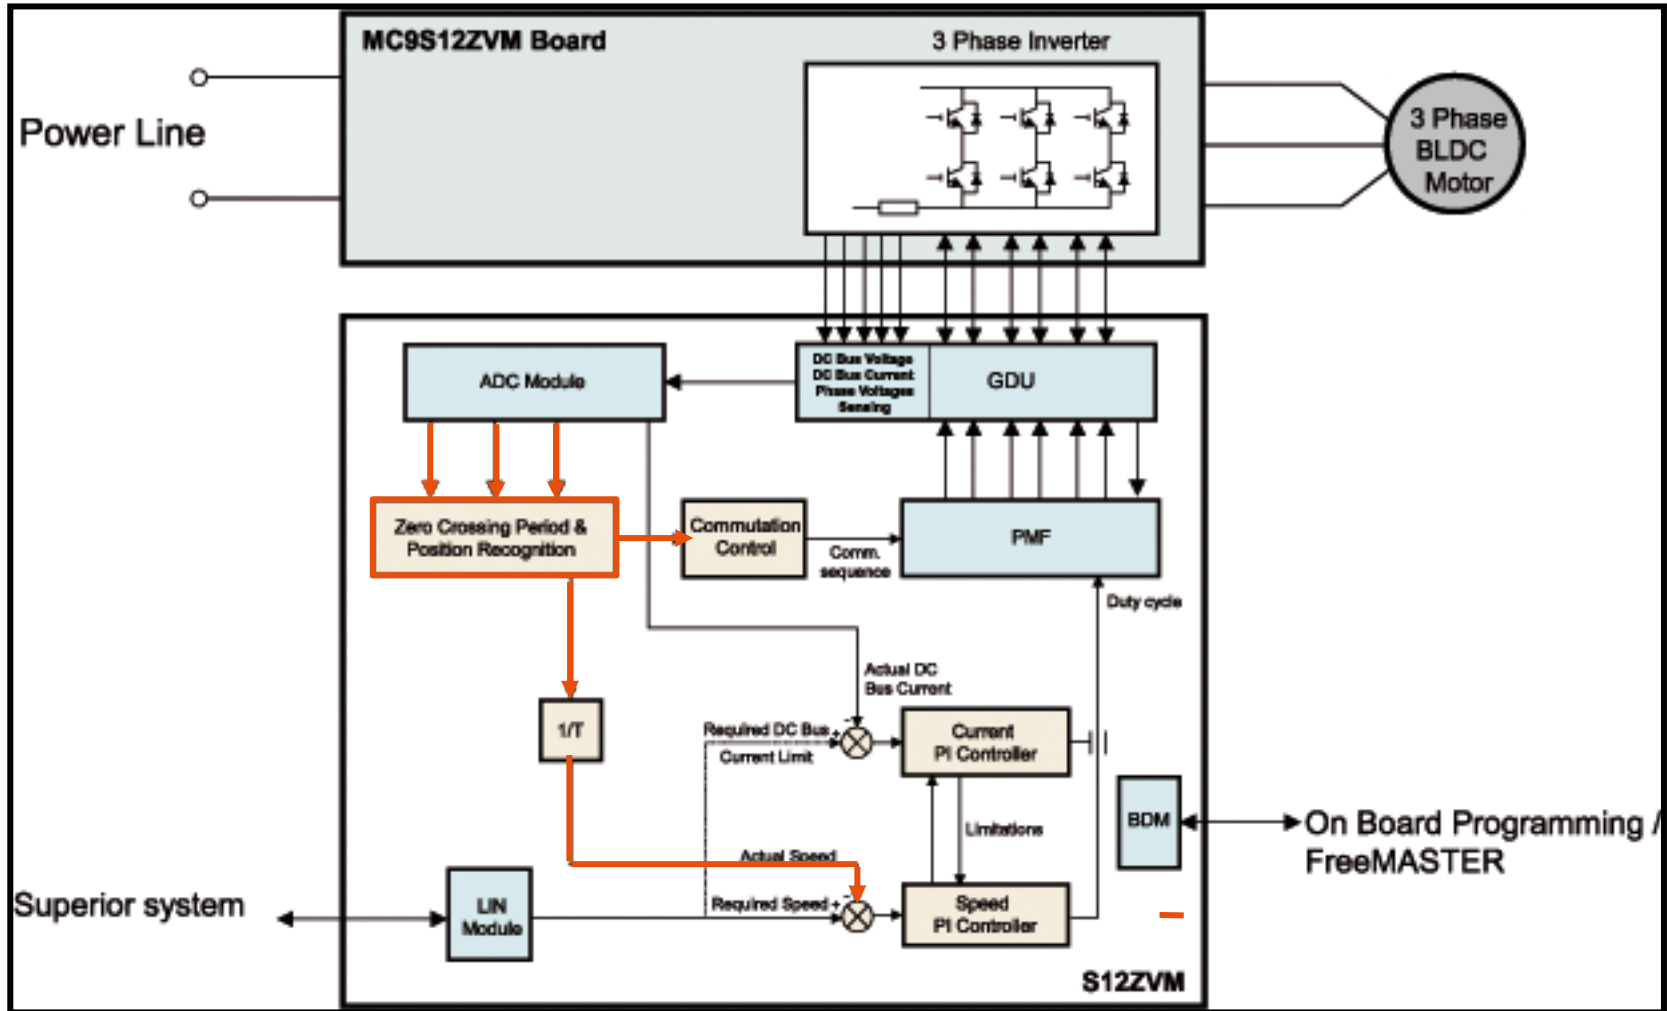 MC9S12ZVM Board
3 Phase Inverter
Power Line
3 Phase
BLDC
Motor
ADC Module
DC Bus Voltage
DC Bus Current
Phase Voltages
Sensing
GDU
Zero Crossing Period &
Position Recognition
Commutation
Control
Comm.
sequence
PMF
Duty cycle
Actual DC
Bus Current
1/T
Required DC Bus
Current Limit
-
+
Current
PI Controller
Limitations
BDM
On Board Programming /
FreeMASTER
Actual Speed
-
Required Speed +
Speed
PI Controller
Superior system
LIN
Module
S12ZVM